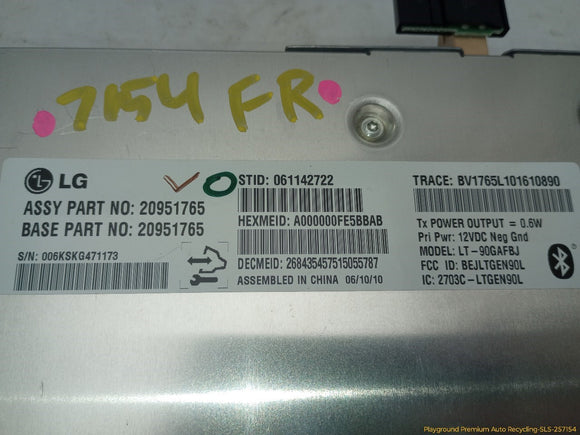 7154 FR
LG
ASSY PART NO: 20951765
BASE PART NO: 20951765
S/N: 006KSKG471173
STID: 061142722
HEXMEID: A000000FE5BBAB
DECMEID: 268435457515055787
ASSEMBLED IN CHINA 06/10/10
TRACE: BV1765L101610890
Tx POWER OUTPUT = 0.6W
Pri Pwr: 12VDC Neg Gnd
MODEL: LT-90GAFBJ
FCC ID: BEJLTGEN90L
IC: 2703C-LTGEN90L
Playground Premium Auto Recycling-SLS-257154